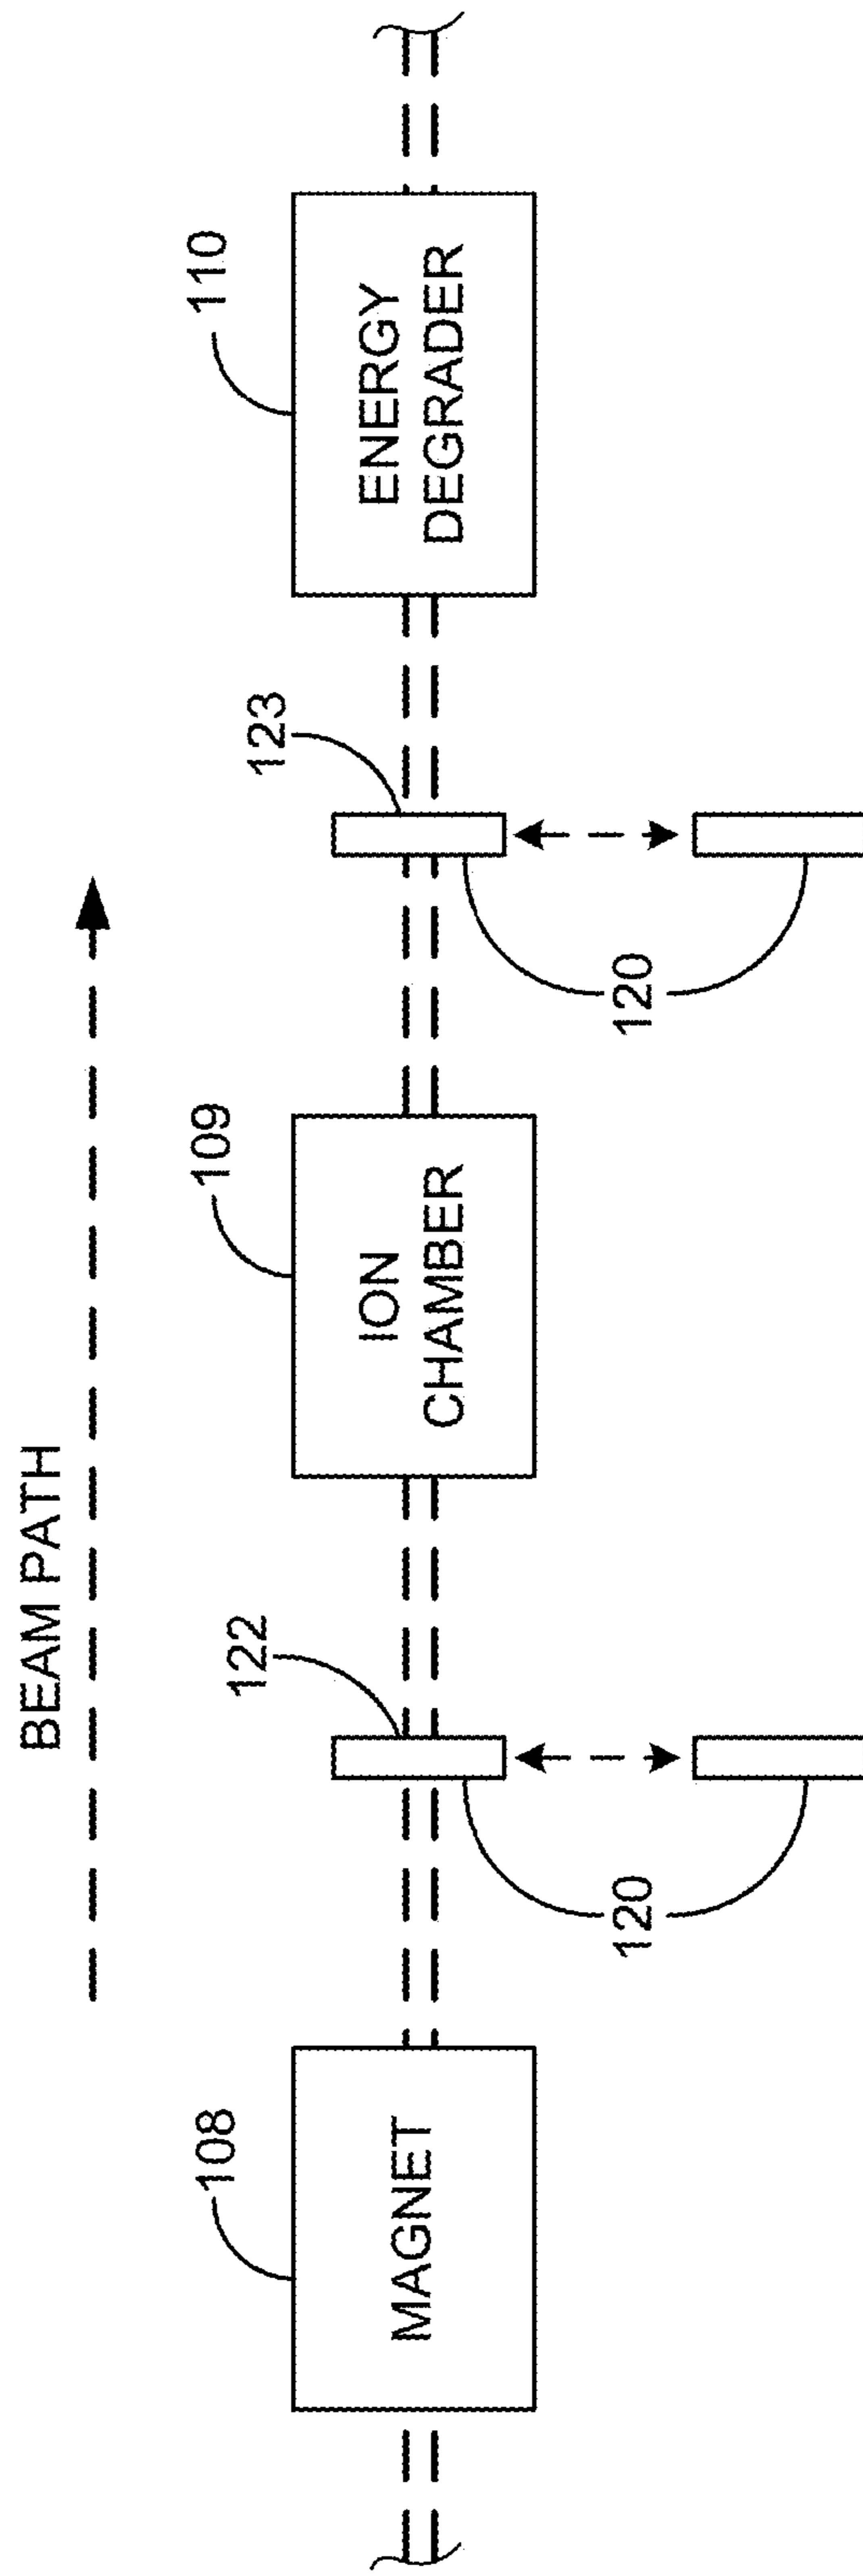 BEAM PATH
108
122
109
123
110
MAGNET
ION
CHAMBER
ENERGY
DEGRADER
120
120